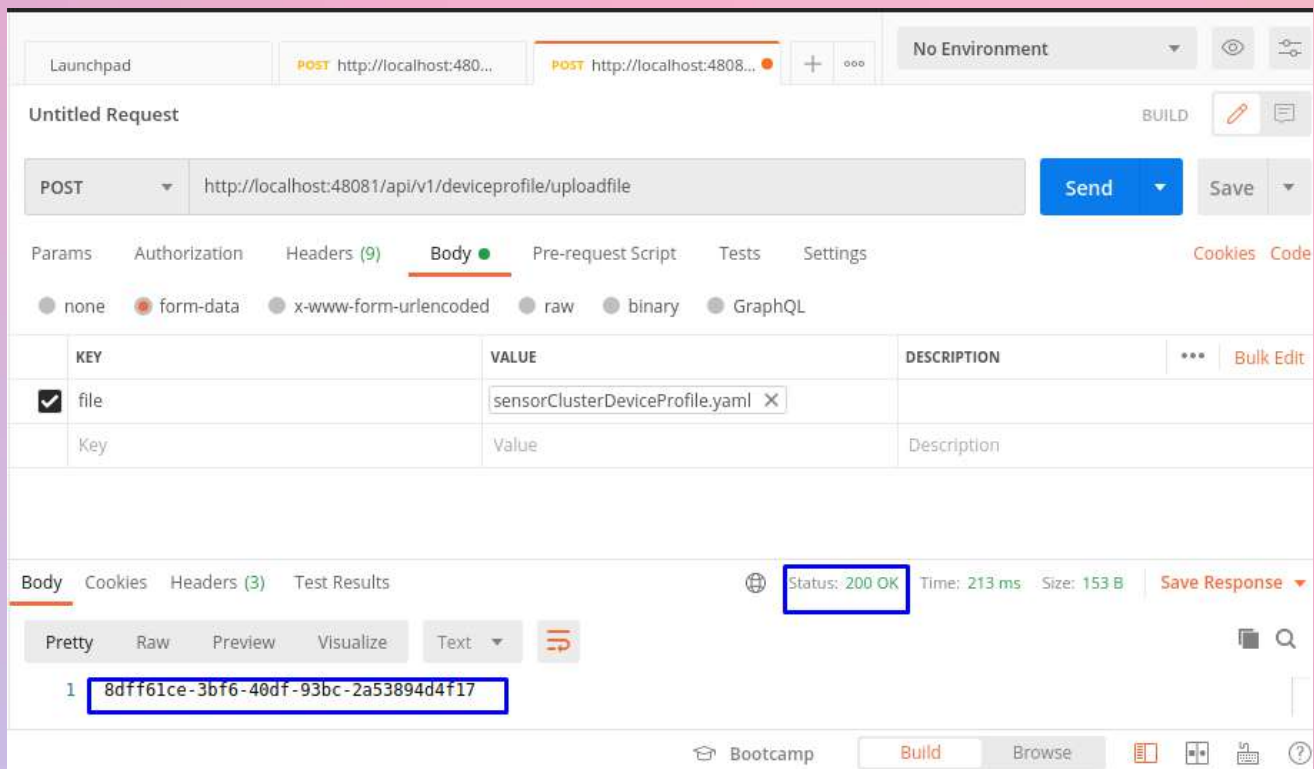 Launchpad
POST http://localhost:480...
POST http://localhost:4808...
No Environment
Untitled Request
BUILD
POST
http://localhost:48081/api/v1/deviceprofile/uploadfile
Send
Save
Params Authorization Headers (9) Body Pre-request Script Tests Settings Cookies Code
none form-data x-www-form-urlencoded raw binary GraphQL
KEY VALUE DESCRIPTION Bulk Edit
file sensorClusterDeviceProfile.yaml
Key Value Description
Body Cookies Headers (3) Test Results Status: 200 OK Time: 213 ms Size: 153 B Save Response
Pretty Raw Preview Visualize Text
1 8dff61ce-3bf6-40df-93bc-2a53894d4f17
Bootcamp Build Browse